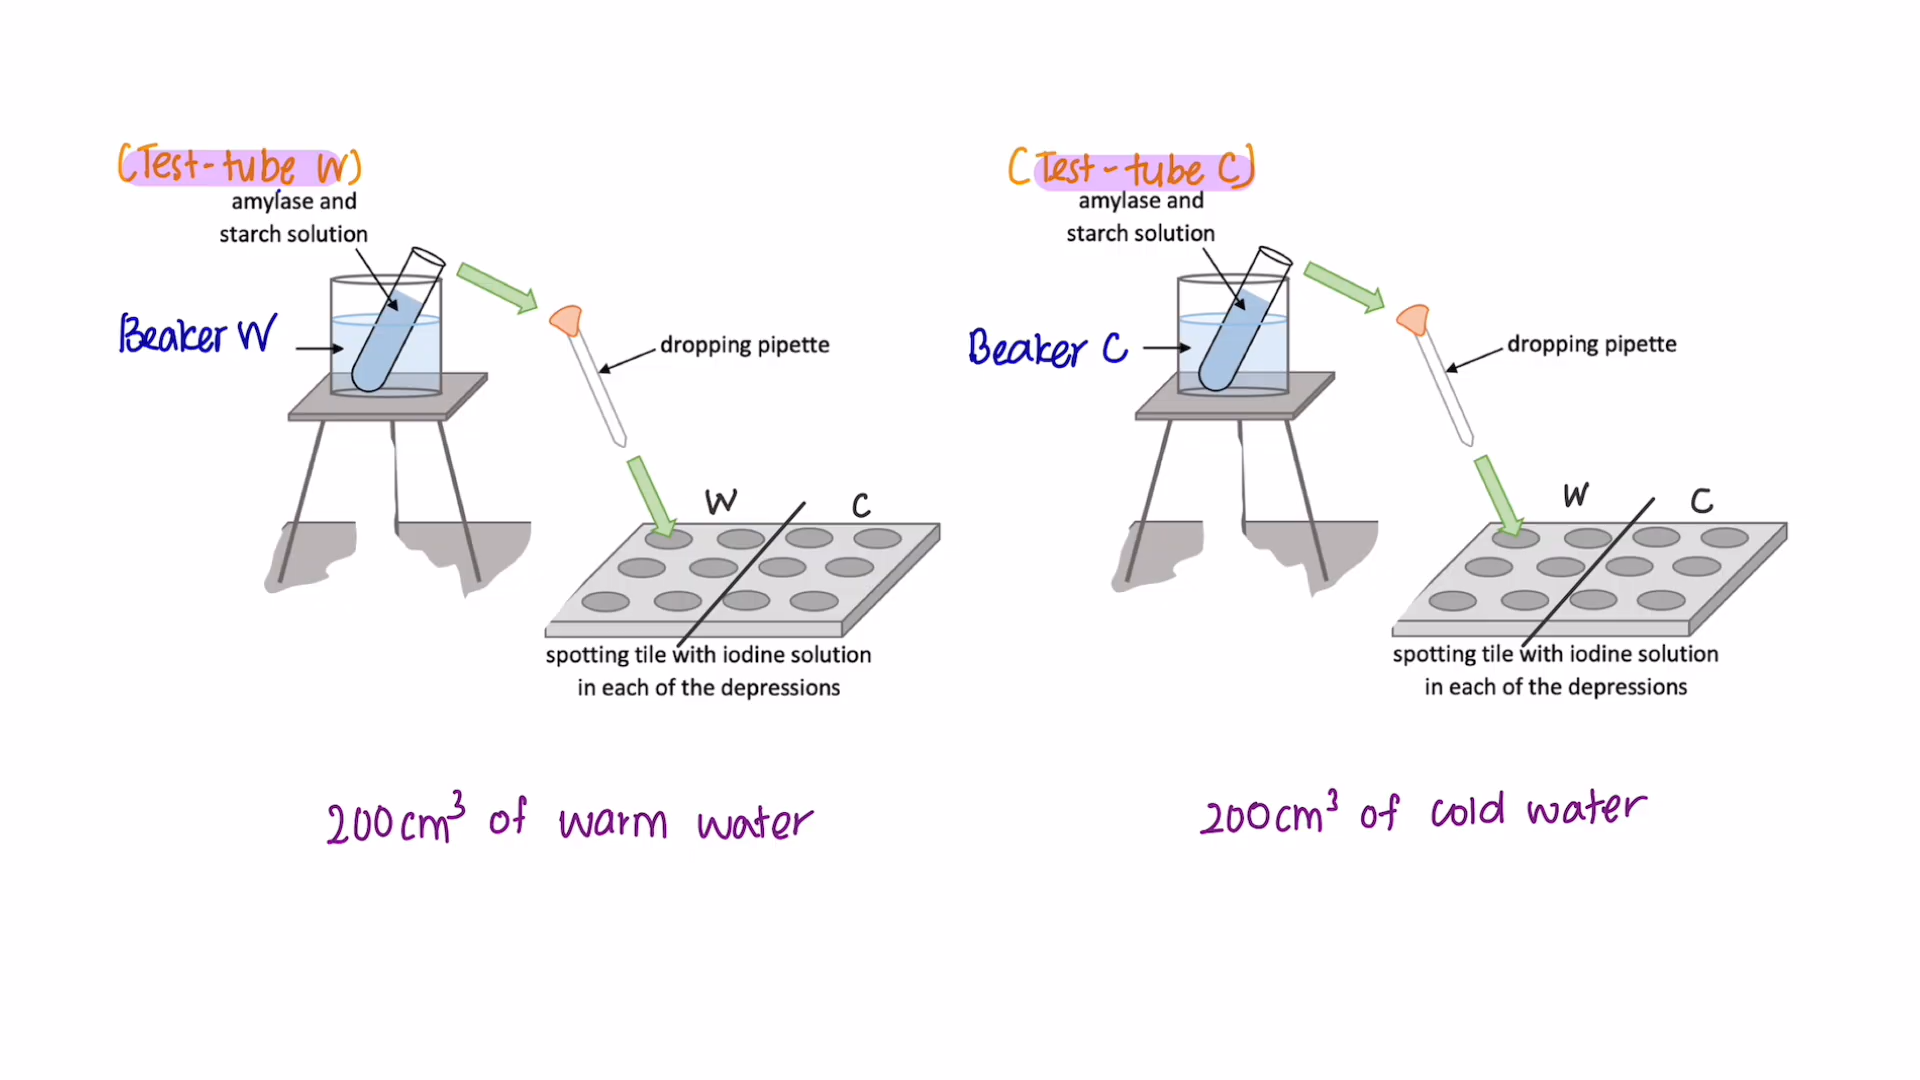 (Test-tube W)
amylase and
starch solution
Beaker W
dropping pipette
W C
spotting tile with iodine solution
in each of the depressions
200cm³ of warm water
(Test-tube C)
amylase and
starch solution
Beaker C
dropping pipette
W C
spotting tile with iodine solution
in each of the depressions
200cm³ of cold water